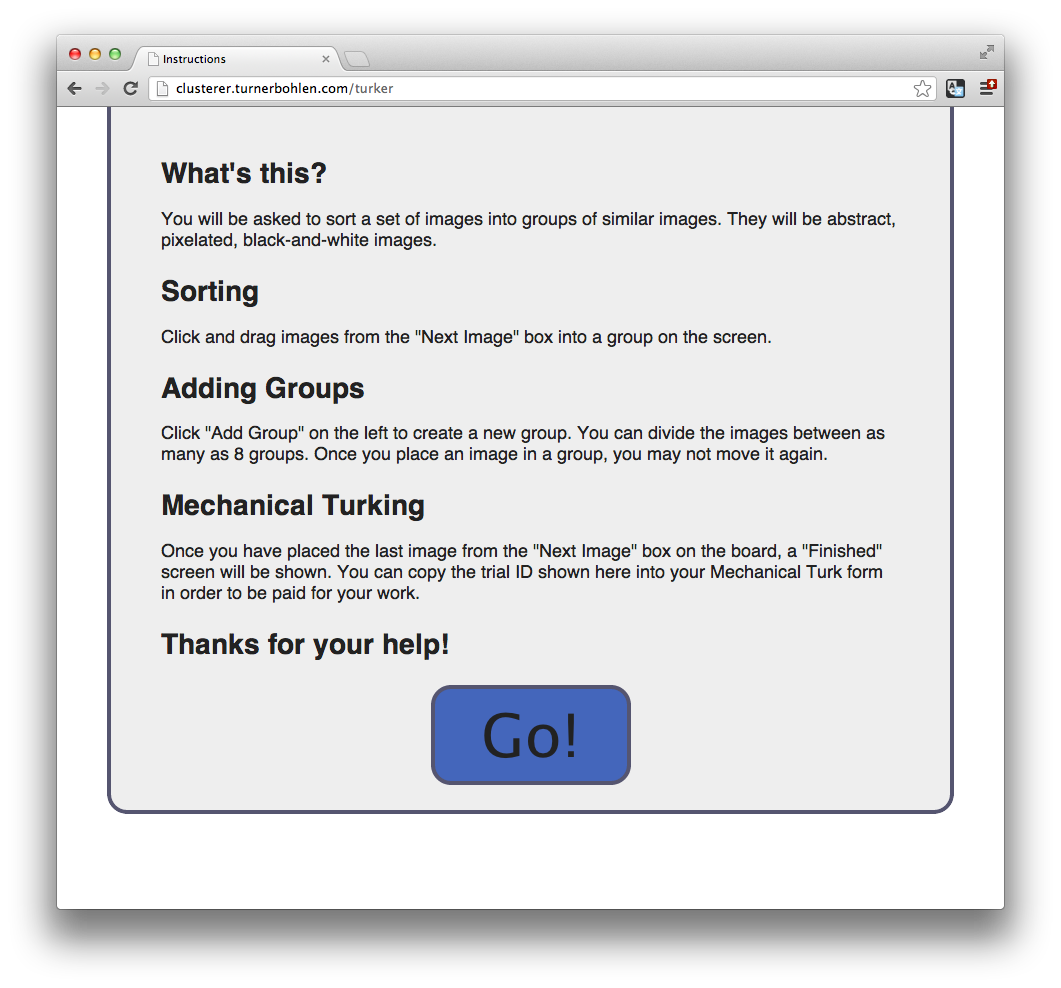 Instructions
clusterer.turnerbohlen.com/turker
What's this?
You will be asked to sort a set of images into groups of similar images. They will be abstract,
pixelated, black-and-white images.
Sorting
Click and drag images from the "Next Image" box into a group on the screen.
Adding Groups
Click "Add Group" on the left to create a new group. You can divide the images between as
many as 8 groups. Once you place an image in a group, you may not move it again.
Mechanical Turking
Once you have placed the last image from the "Next Image" box on the board, a "Finished"
screen will be shown. You can copy the trial ID shown here into your Mechanical Turk form
in order to be paid for your work.
Thanks for your help!
Go!